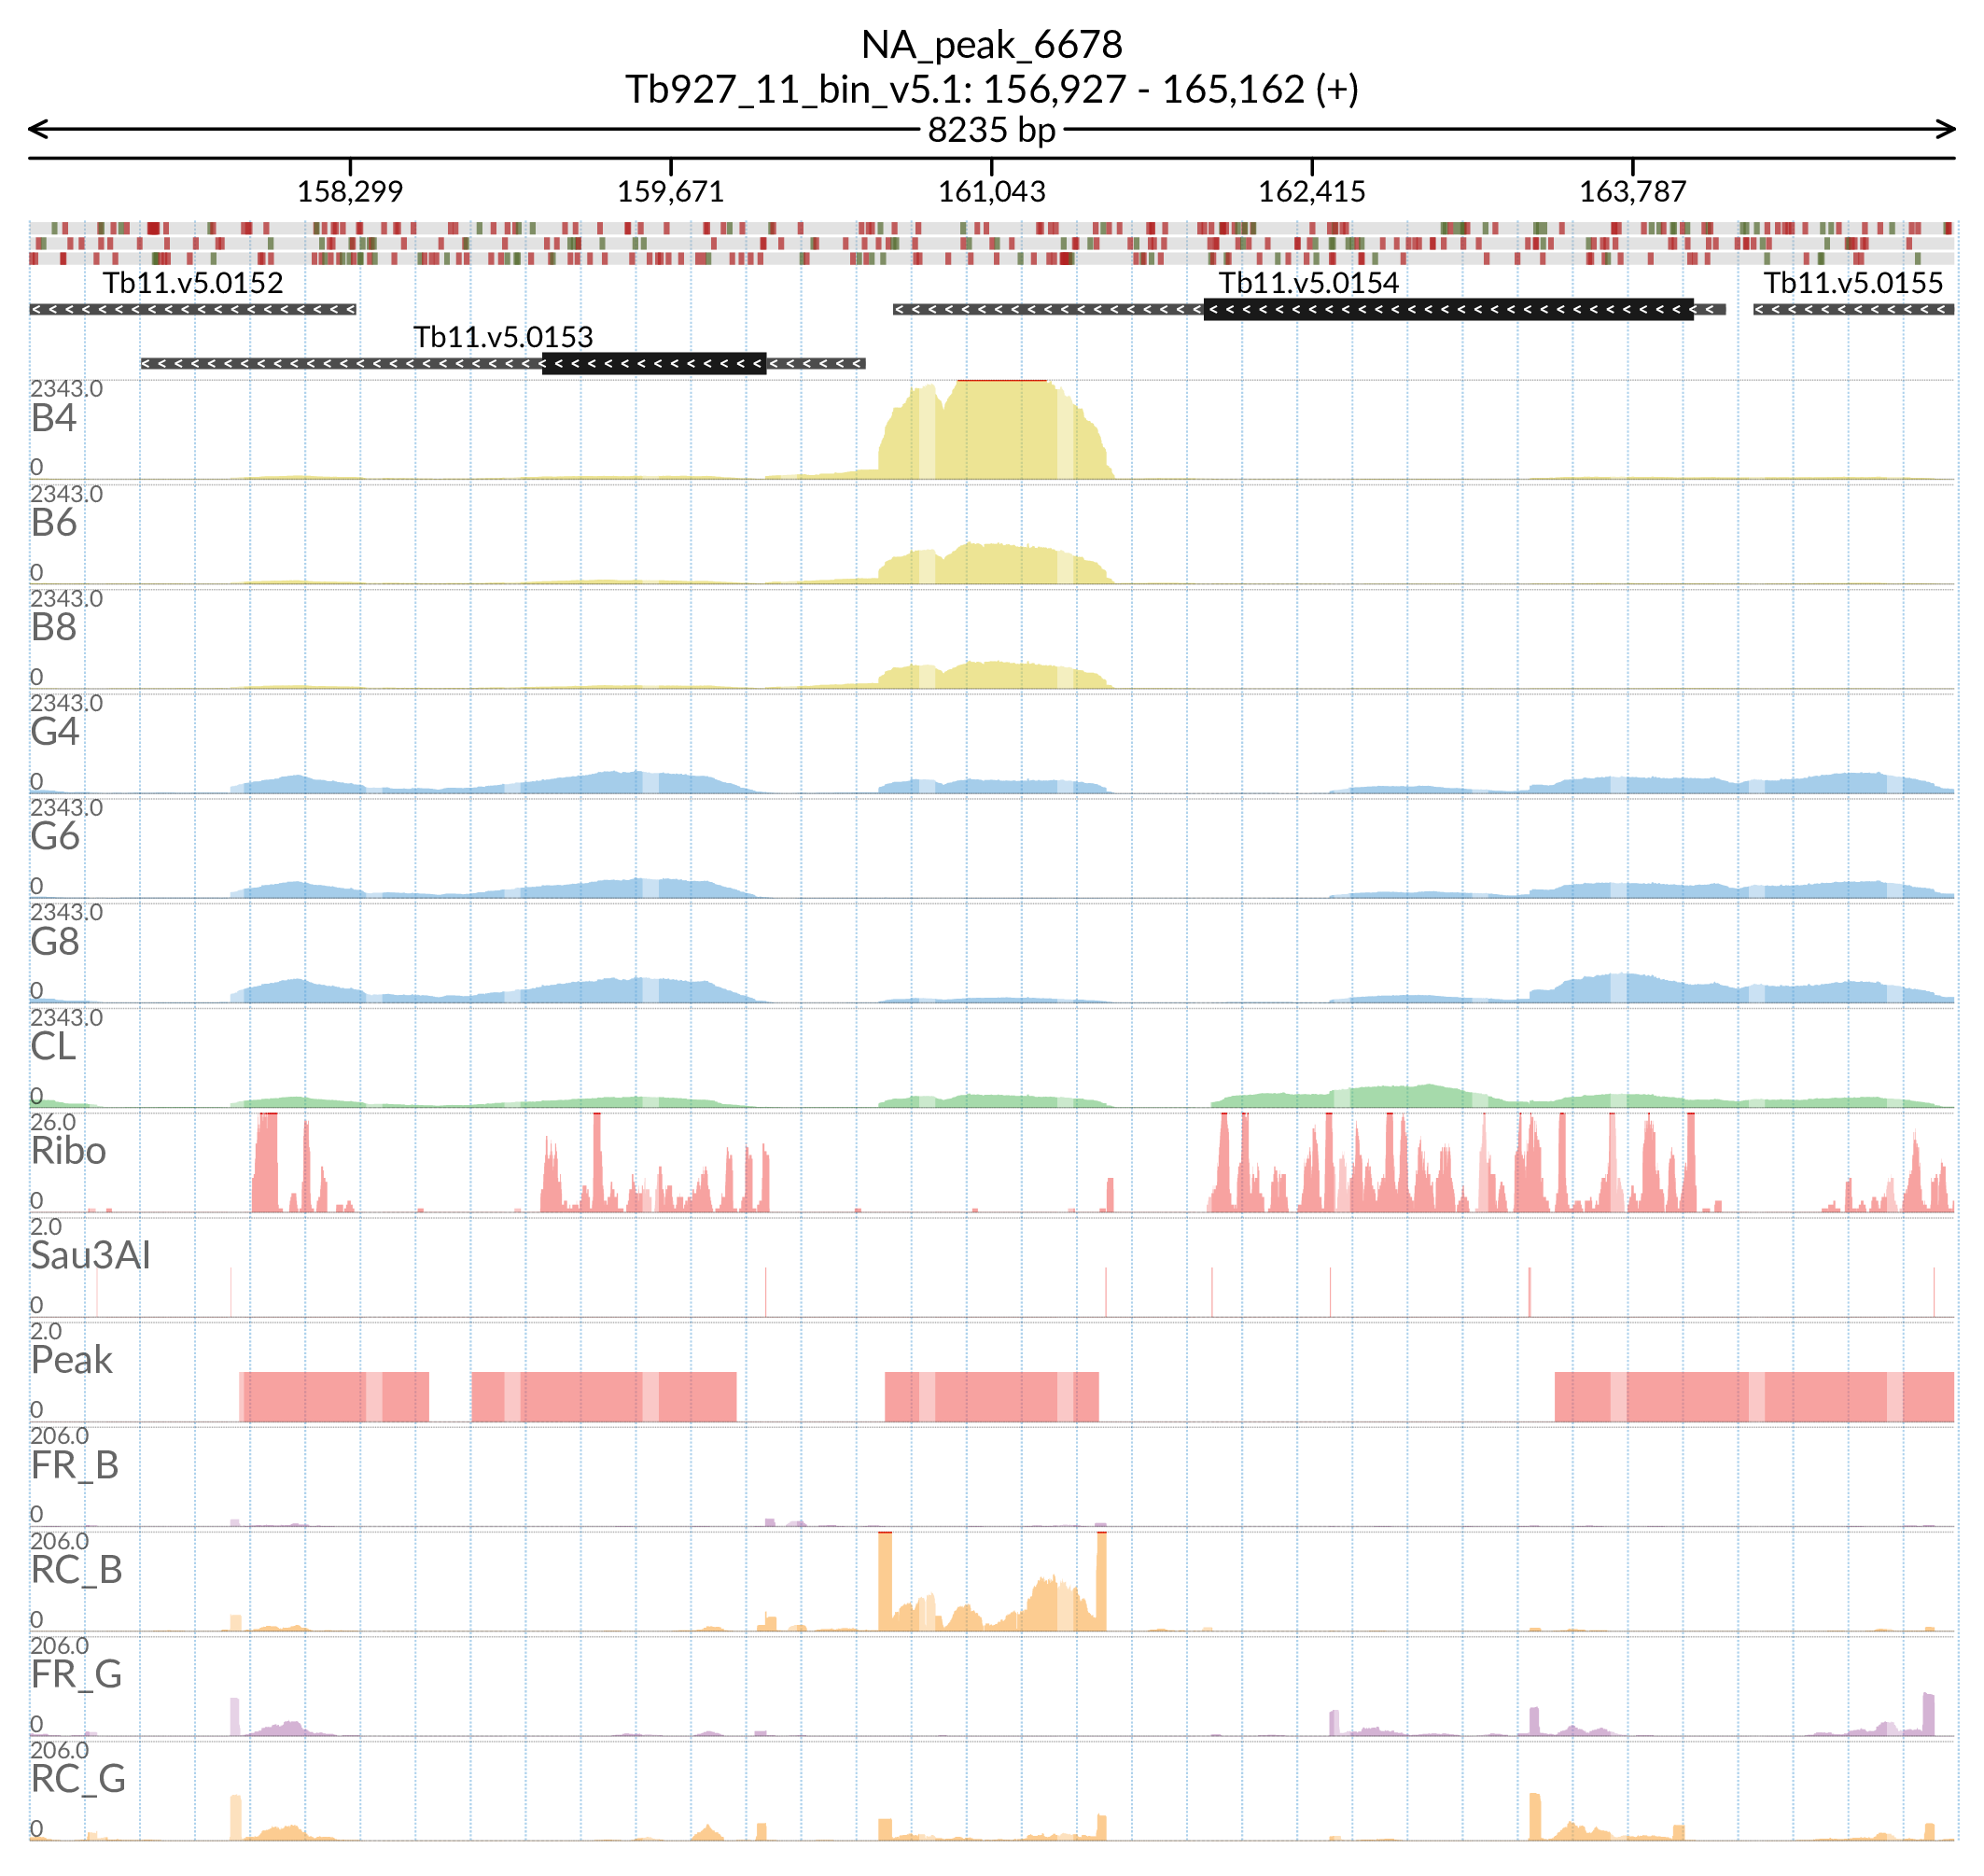 NA_peak_6678
Tb927_11_bin_v5.1: 156,927 - 165,162 (+)
8235 bp
158,299 159,671 161,043 162,415 163,787
Tb11.v5.0152 Tb11.v5.0154 Tb11.v5.0155
Tb11.v5.0153
2343.0
B4
0
2343.0
B6
0
2343.0
B8
0
2343.0
G4
0
2343.0
G6
0
2343.0
G8
0
2343.0
CL
0
26.0
Ribo
0
2.0
Sau3AI
0
2.0
Peak
0
206.0
FR_B
0
206.0
RC_B
0
206.0
FR_G
0
206.0
RC_G
0